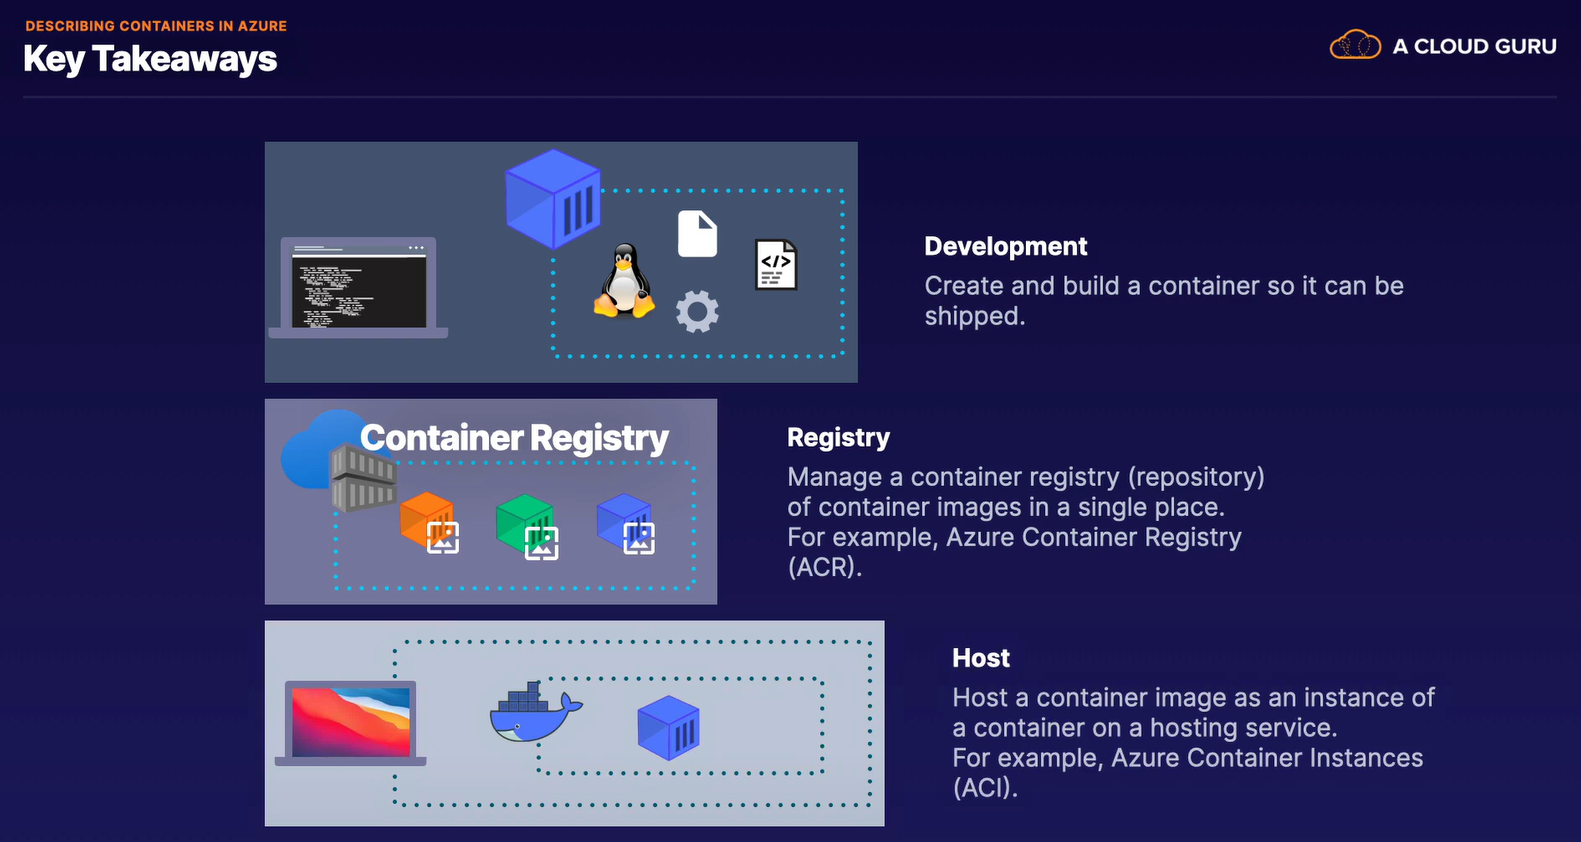 DESCRIBING CONTAINERS IN AZURE
Key Takeaways
A CLOUD GURU
</>
Development
Create and build a container so it can be
shipped.
Container Registry
Registry
Manage a container registry (repository)
of container images in a single place.
For example, Azure Container Registry
(ACR).
Host
Host a container image as an instance of
a container on a hosting service.
For example, Azure Container Instances
(ACI).